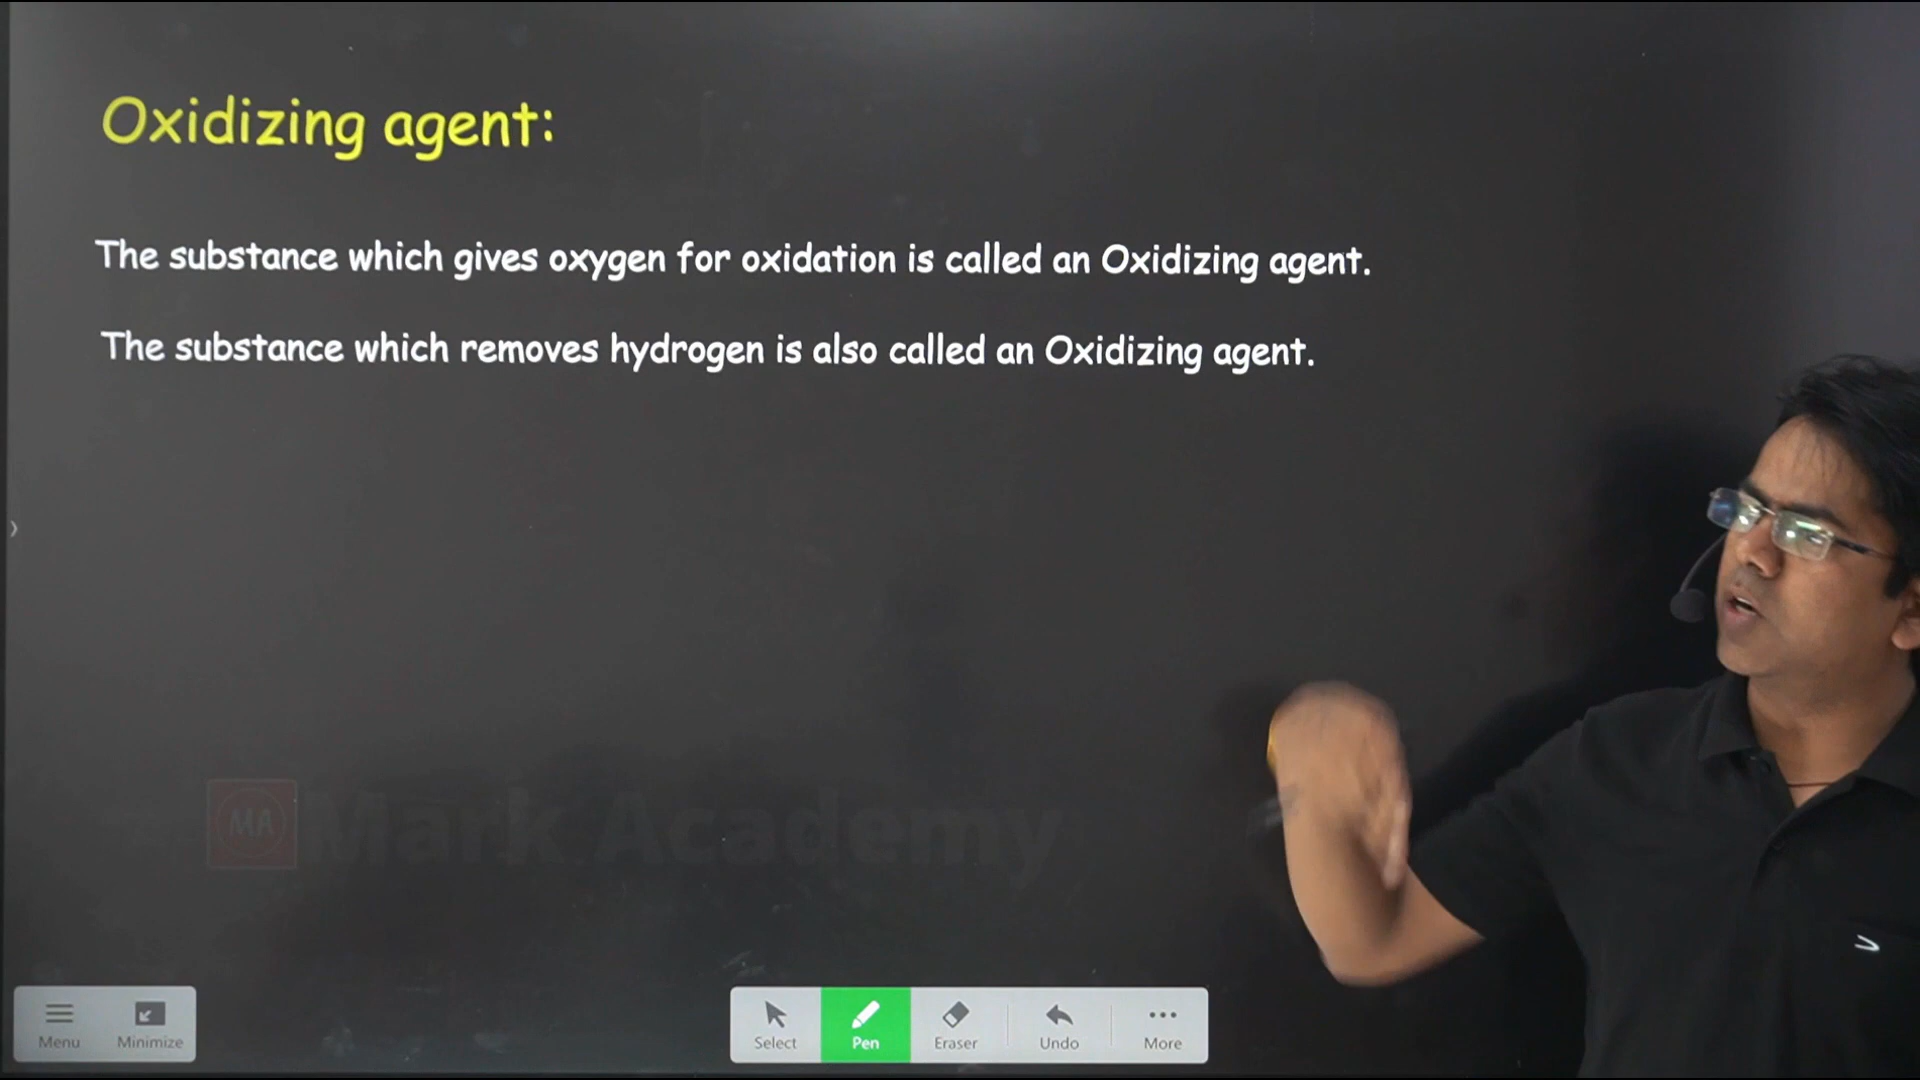 Oxidizing agent:
The substance which gives oxygen for oxidation is called an Oxidizing agent.
The substance which removes hydrogen is also called an Oxidizing agent.
MA Mark Academy
Menu Minimize Select Pen Eraser Undo More